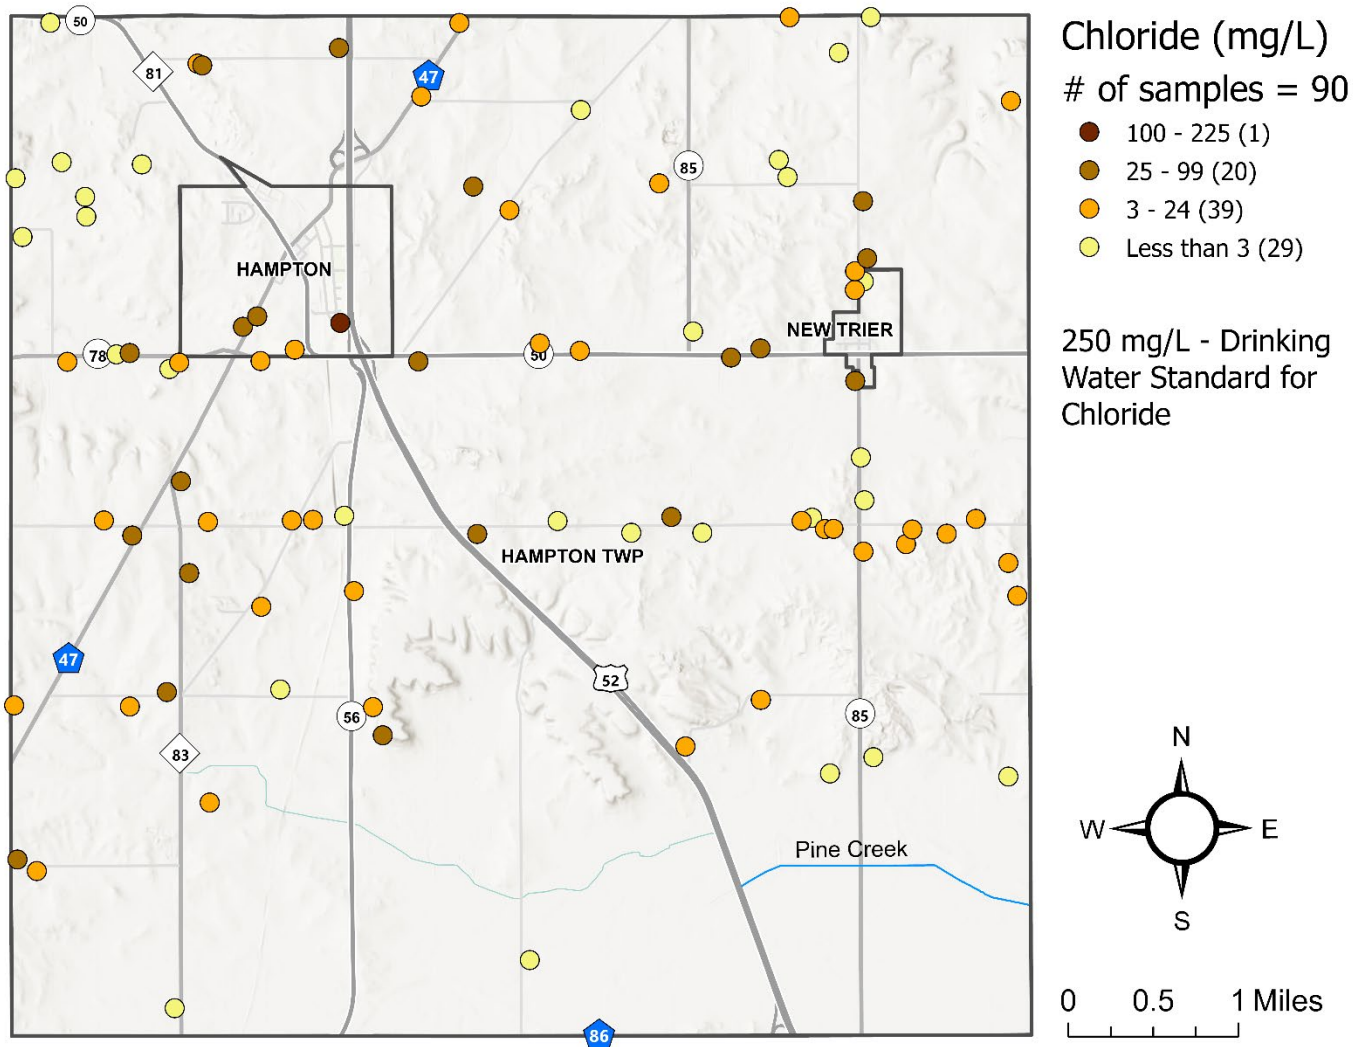 50
81
47
85
HAMPTON
NEW TRIER
78
50
HAMPTON TWP
47
52
56
85
83
Pine Creek
86
Chloride (mg/L)
# of samples = 90
100 - 225 (1)
25 - 99 (20)
3 - 24 (39)
Less than 3 (29)
250 mg/L - Drinking
Water Standard for
Chloride
N
W E
S
0 0.5 1 Miles